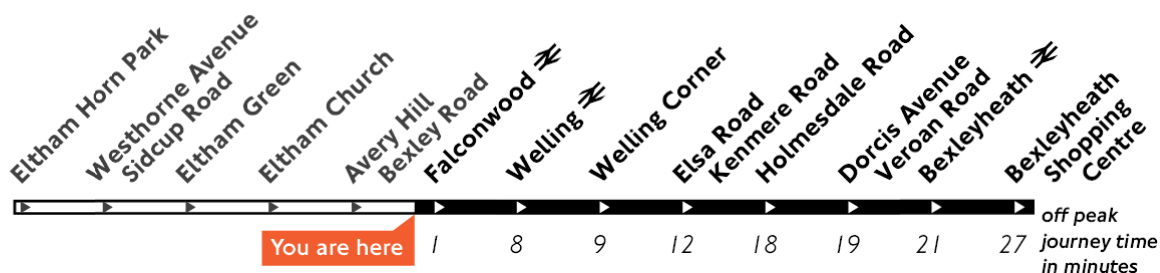 Eltham Horn Park
Westhorne Avenue
Sidcup Road
Eltham Green
Eltham Church
Avery Hill
Bexley Road
Falconwood
Welling
Welling Corner
Elsa Road
Kenmere Road
Holmesdale Road
Dorcis Avenue
Veroan Road
Bexleyheath
Bexleyheath
Shopping
Centre
You are here
1 8 9 12 18 19 21 27
off peak
journey time
in minutes